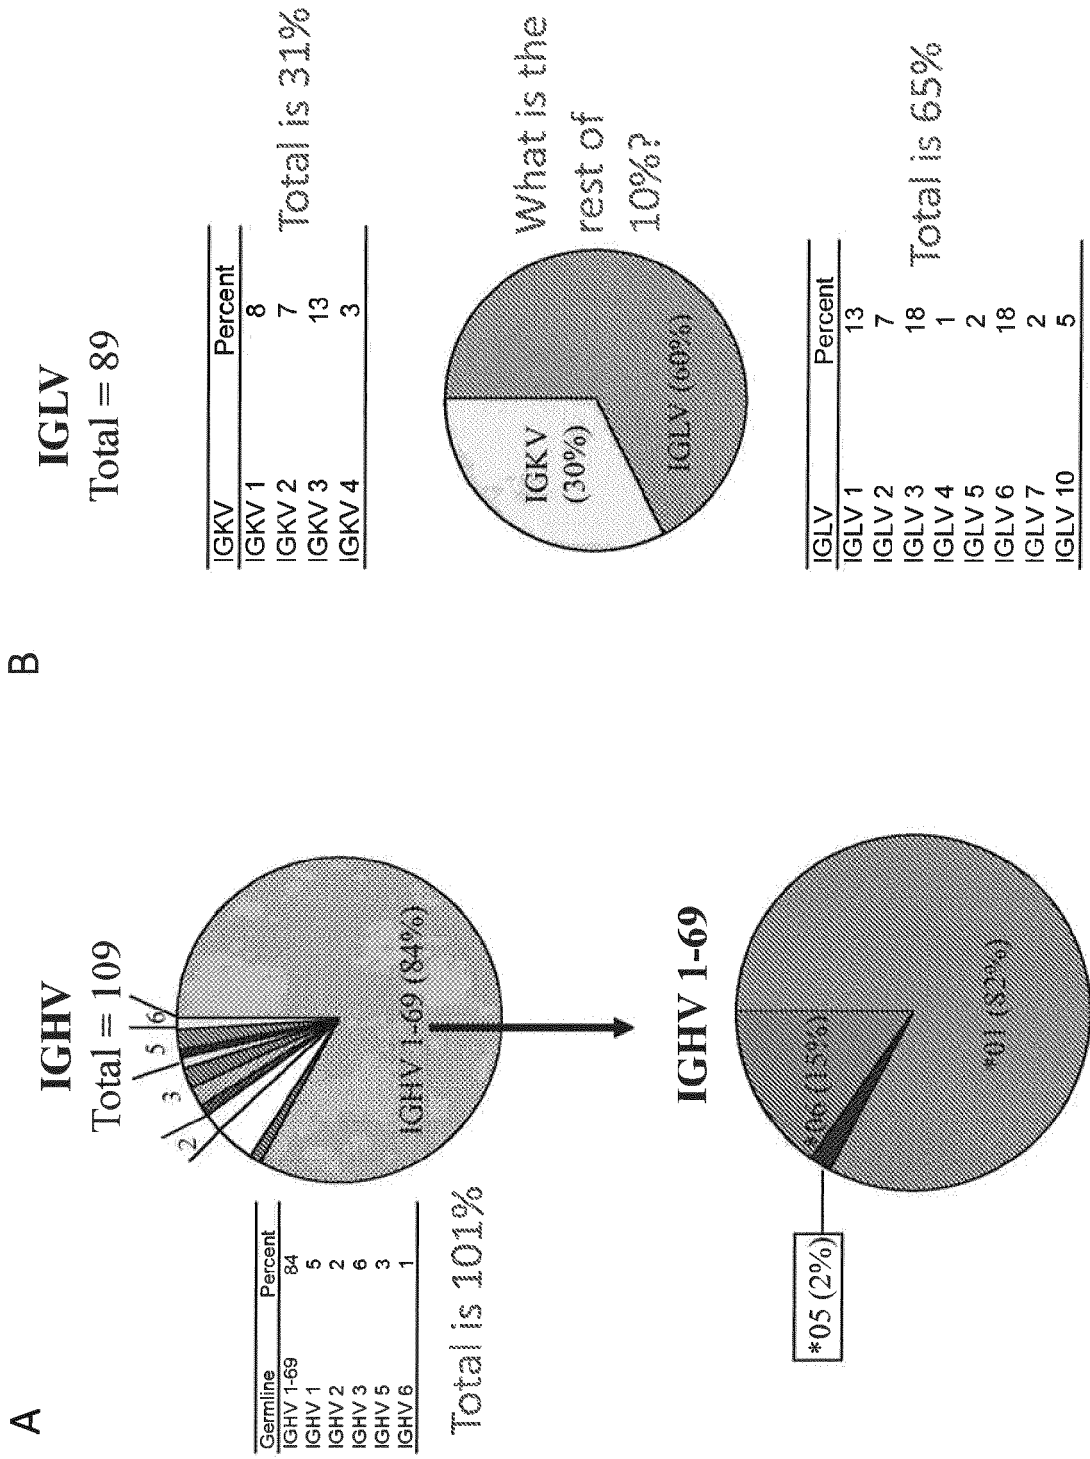 A
IGHV
Total = 109
Germline Percent
IGHV 1-69 84
IGHV 1 5
IGHV 2 2
IGHV 3 6
IGHV 5 3
IGHV 6 1
Total is 101%
2
3
5
6
IGHV 1-69 (84%)
IGHV 1-69
*05 (2%)
*06 (15%)
*01 (82%)
B
IGLV
Total = 89
IGKV Percent
IGKV 1 8
IGKV 2 7
IGKV 3 13
IGKV 4 3
Total is 31%
IGKV
(30%)
IGLV (60%)
What is the
rest of
10%?
IGLV Percent
IGLV 1 13
IGLV 2 7
IGLV 3 18
IGLV 4 1
IGLV 5 2
IGLV 6 18
IGLV 7 2
IGLV 10 5
Total is 65%